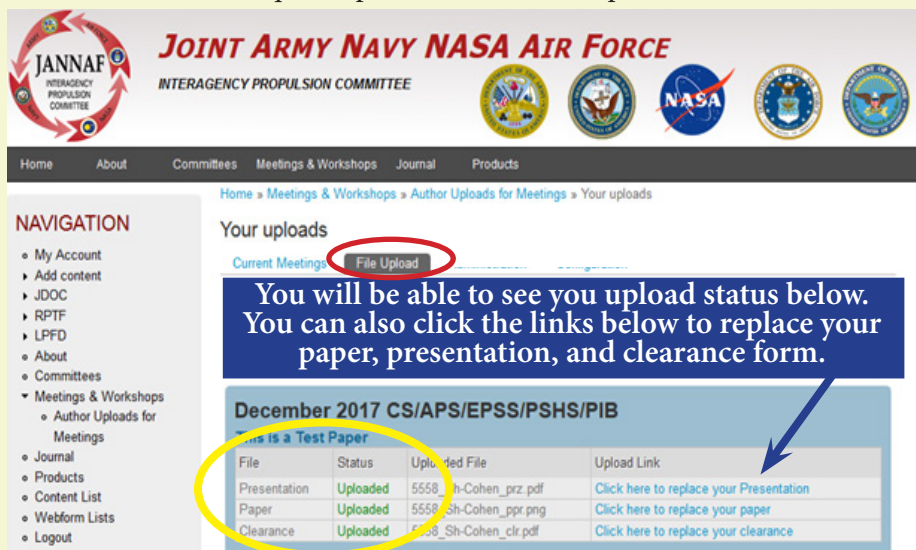 JANNAF
INTERAGENCY
PROPULSION
COMMITTEE
JOINT ARMY NAVY NASA AIR FORCE
INTERAGENCY PROPULSION COMMITTEE
NASA
Home About Committees Meetings & Workshops Journal Products
Home » Meetings & Workshops » Author Uploads for Meetings » Your uploads
NAVIGATION
My Account
Add content
JDOC
RPTF
LPFD
About
Committees
Meetings & Workshops
Author Uploads for
Meetings
Journal
Products
Content List
Webform Lists
Logout
Your uploads
Current Meetings File Upload
You will be able to see you upload status below.
You can also click the links below to replace your
paper, presentation, and clearance form.
December 2017 CS/APS/EPSS/PSHS/PIB
This is a Test Paper
File Status Uploaded File Upload Link
Presentation Uploaded 5558_Sh-Cohen_prz.pdf Click here to replace your Presentation
Paper Uploaded 5558_Sh-Cohen_ppr.png Click here to replace your paper
Clearance Uploaded 5558_Sh-Cohen_clr.pdf Click here to replace your clearance